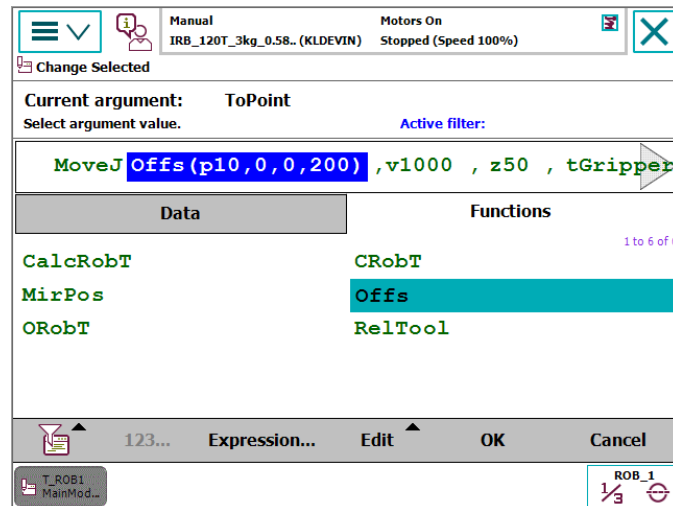 Manual
IRB_120T_3kg_0.58.. (KLDEVIN)
Motors On
Stopped (Speed 100%)
Change Selected
Current argument: ToPoint
Select argument value.
Active filter:
MoveJ Offs(p10,0,0,200) ,v1000 , z50 , tGripper
Data
Functions
1 to 6 of
CalcRobT
CRobT
MirPos
Offs
ORobT
RelTool
123...
Expression...
Edit
OK
Cancel
T_ROB1
MainMod...
ROB_1
1/3